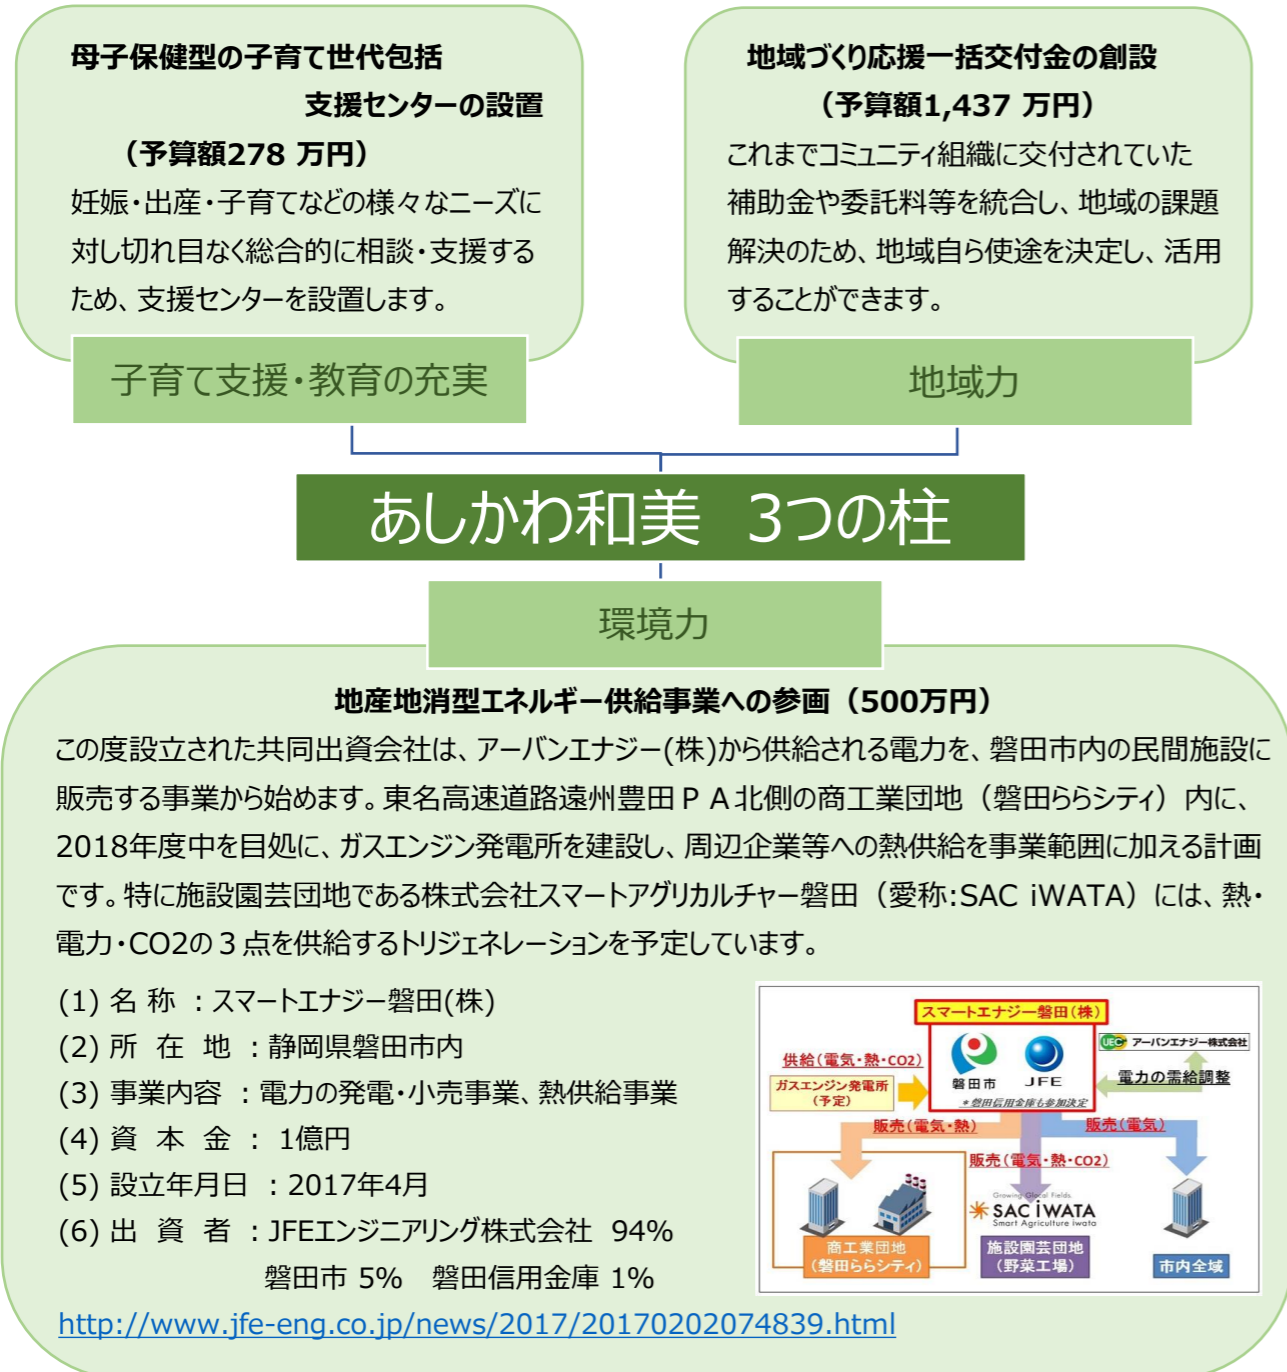 母子保健型の子育て世代包括
支援センターの設置
（予算額278 万円）
妊娠・出産・子育てなどの様々なニーズに
対し切れ目なく総合的に相談・支援する
ため、支援センターを設置します。
子育て支援・教育の充実
地域づくり応援一括交付金の創設
（予算額1,437 万円）
これまでコミュニティ組織に交付されていた
補助金や委託料等を統合し、地域の課題
解決のため、地域自ら使途を決定し、活用
することができます。
地域力
あしかわ和美　3つの柱
環境力
地産地消型エネルギー供給事業への参画（500万円）
この度設立された共同出資会社は、アーバンエナジー(株)から供給される電力を、磐田市内の民間施設に
販売する事業から始めます。東名高速道路遠州豊田ＰＡ北側の商工業団地（磐田ららシティ）内に、
2018年度中を目処に、ガスエンジン発電所を建設し、周辺企業等への熱供給を事業範囲に加える計画
です。特に施設園芸団地である株式会社スマートアグリカルチャー磐田（愛称:SAC iWATA）には、熱・
電力・CO2の３点を供給するトリジェネレーションを予定しています。
(1) 名 称 ：スマートエナジー磐田(株)
(2) 所 在 地 ：静岡県磐田市内
(3) 事業内容 ：電力の発電・小売事業、熱供給事業
(4) 資 本 金 ： 1億円
(5) 設立年月日 ：2017年4月
(6) 出 資 者 ：JFEエンジニアリング株式会社 94%
磐田市 5% 磐田信用金庫 1%
http://www.jfe-eng.co.jp/news/2017/20170202074839.html
スマートエナジー磐田(株)
供給(電気・熱・CO2)
ガスエンジン発電所
(予定)
磐田市
JFE
＊磐田信用金庫も参加決定
UEC アーバンエナジー株式会社
電力の需給調整
販売(電気・熱)
販売(電気)
販売(電気・熱・CO2)
Growing Glocal Fields.
SAC iWATA
Smart Agriculture iwata
商工業団地
(磐田ららシティ)
施設園芸団地
(野菜工場)
市内全域